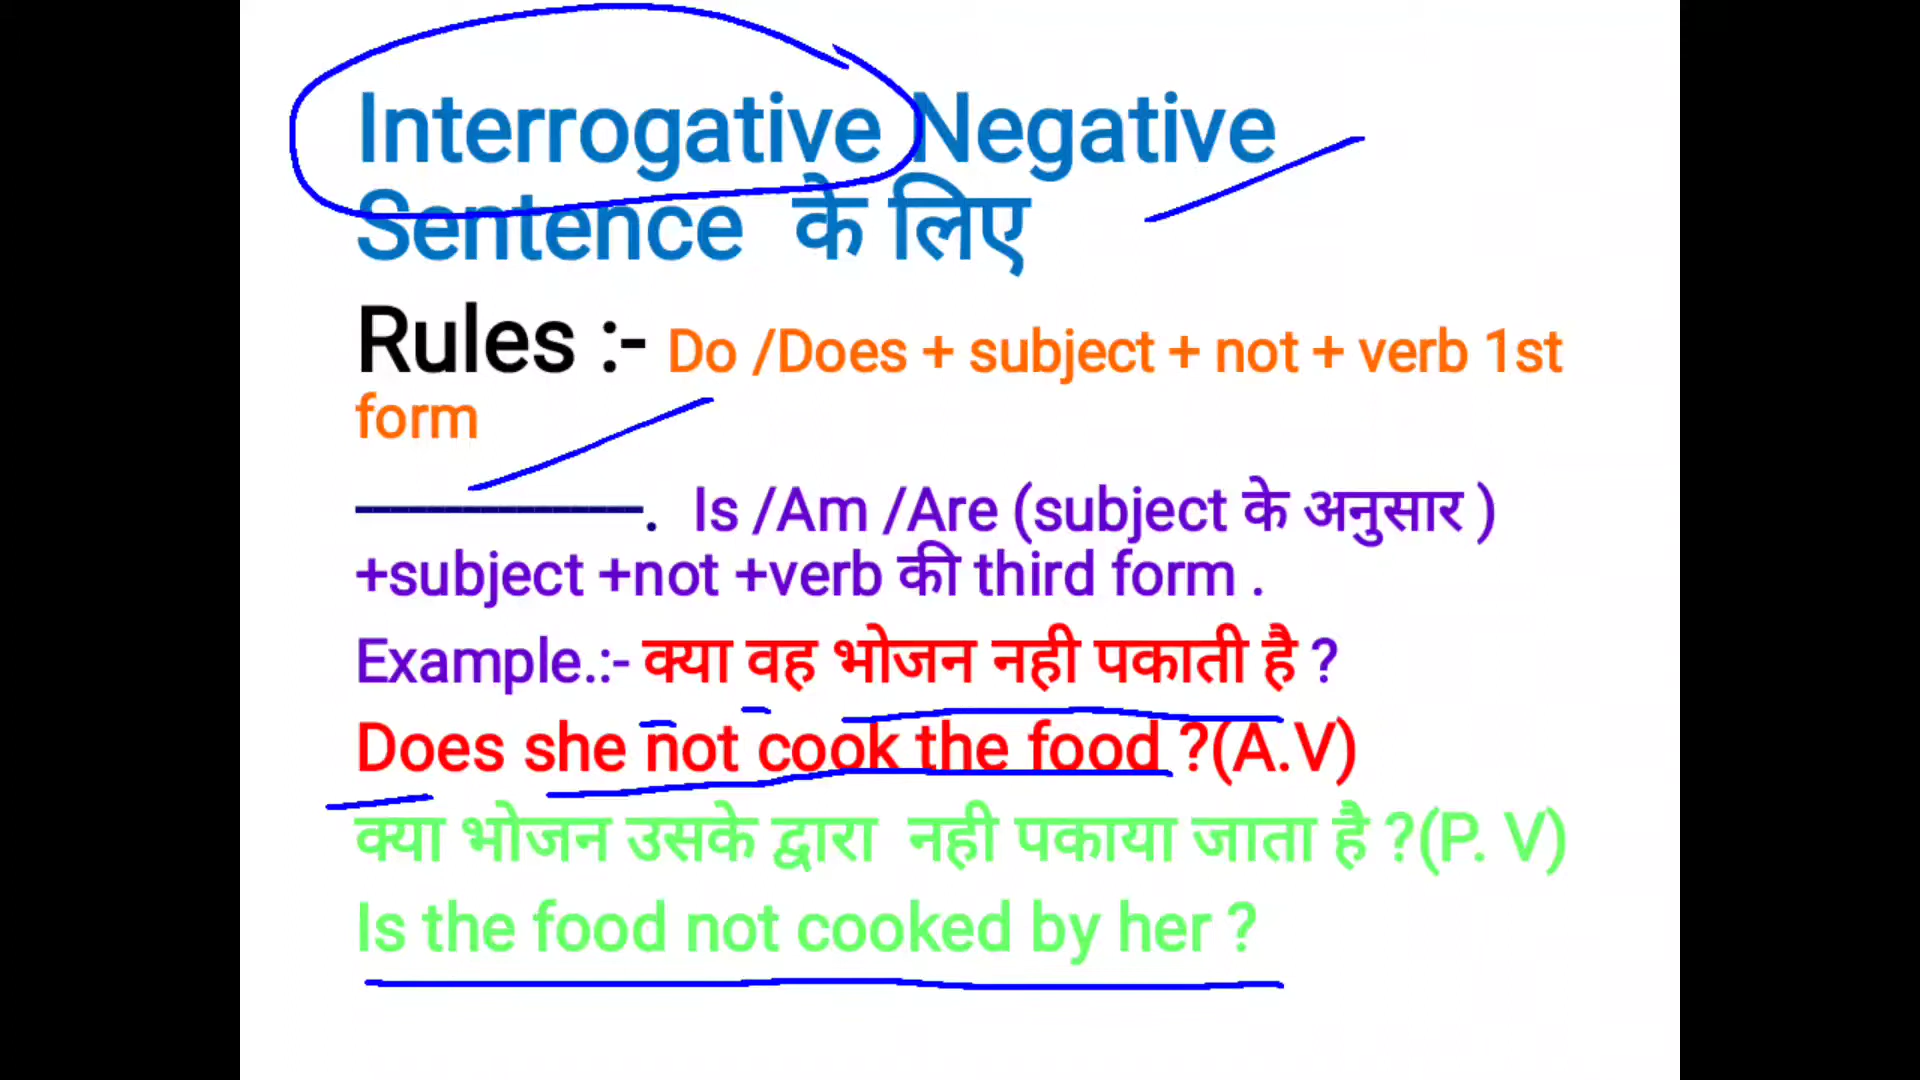 Interrogative Negative
Sentence के लिए
Rules :- Do /Does + subject + not + verb 1st
form
——————. Is /Am /Are (subject के अनुसार )
+subject +not +verb की third form .
Example.:- क्या वह भोजन नही पकाती है ?
Does she not cook the food ?(A.V)
क्या भोजन उसके द्वारा नही पकाया जाता है ?(P. V)
Is the food not cooked by her ?